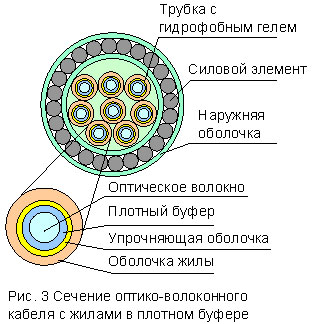 Трубка с
гидрофобным гелем
Силовой элемент
Наружняя
оболочка
Оптическое волокно
Плотный буфер
Упрочняющая оболочка
Оболочка жилы
Рис. 3 Сечение оптико-волоконного
кабеля с жилами в плотном буфере